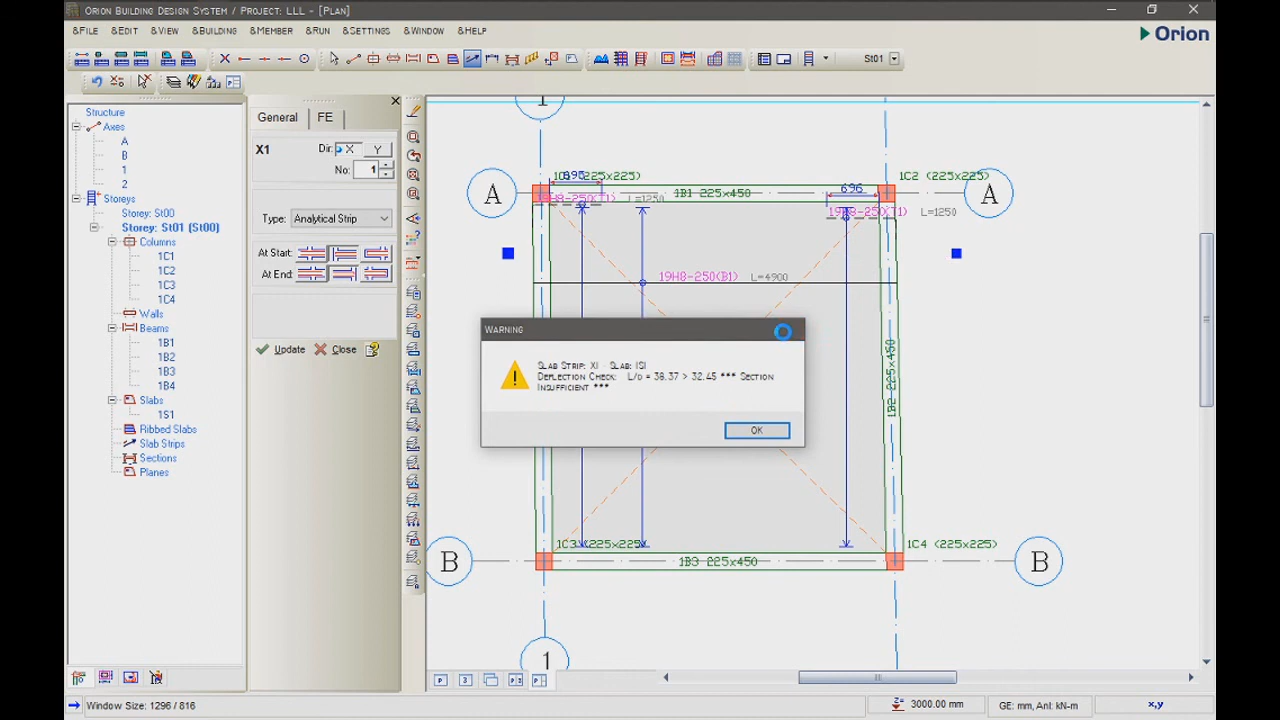 ORION BUILDING DESIGN SYSTEM / PROJECT: LLL - [PLAN]
&FILE &EDIT &VIEW &BUILDING &MEMBER &RUN &SETTINGS &WINDOW &HELP
Orion
St01
Structure
Axes
A
B
1
2
Storeys
Storey: St00
Storey: St01 (St00)
Columns
1C1
1C2
1C3
1C4
Walls
Beams
1B1
1B2
1B3
1B4
Slabs
1S1
Ribbed Slabs
Slab Strips
Sections
Planes
General FE
X1 Dir: X Y
No: 1
Type: Analytical Strip
At Start:
At End:
Update Close
1
A 1B1 225x450 A
1C2 (225x225)
696
19H8-250(T1) L=1250
19H8-250(B1) L=4900
1B2 225x450
WARNING
SLAB STRIP: X1 SLAB: 1S1
DEFLECTION CHECK: L/D = 38.37 > 32.45 *** SECTION
INSUFFICIENT ***
OK
1C3 (225x225) 1C4 (225x225)
B 1B3 225x450 B
1
Window Size: 1296 / 816
Z= 3000.00 mm
GE: mm, Anl: kN-m
x,y